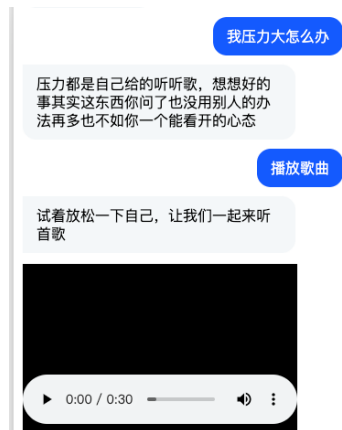 我压力大怎么办
压力都是自己给的听听歌，想想好的
事其实这东西你问了也没用别人的办
法再多也不如你一个能看开的心态
播放歌曲
试着放松一下自己，让我们一起来听
首歌
0:00 / 0:30